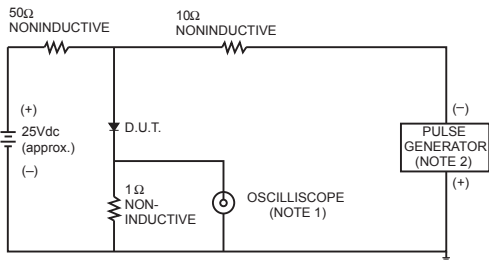 50Ω
NONINDUCTIVE
10Ω
NONINDUCTIVE
(+)
25Vdc
(approx.)
(–)
D.U.T.
1Ω
NON-
INDUCTIVE
OSCILLISCOPE
(NOTE 1)
(–)
PULSE
GENERATOR
(NOTE 2)
(+)